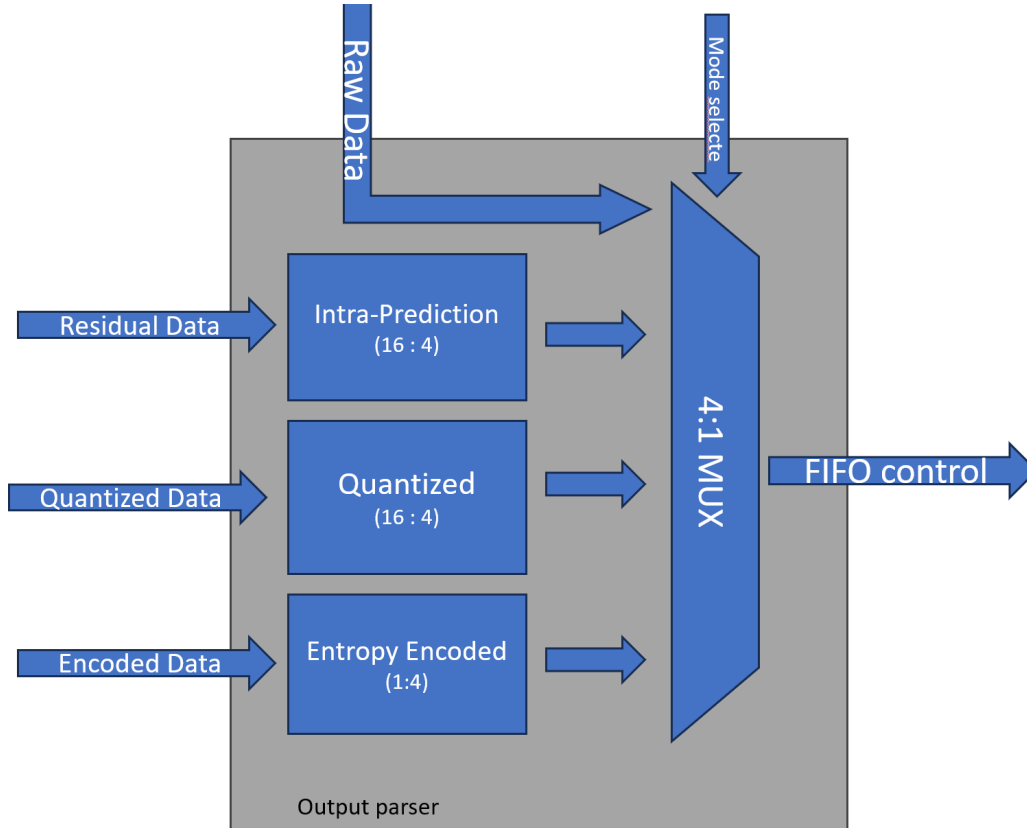 Raw Data
Mode selecte
Residual Data
Intra-Prediction
(16 : 4)
Quantized Data
Quantized
(16 : 4)
4:1 MUX
FIFO control
Encoded Data
Entropy Encoded
(1:4)
Output parser